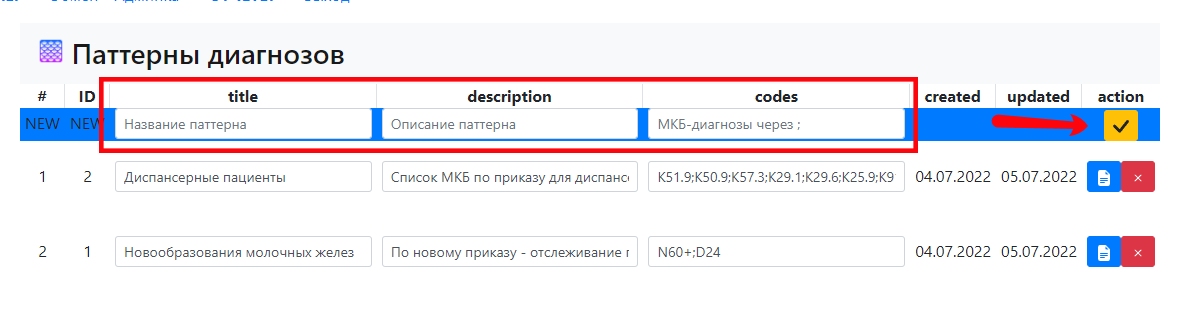 Паттерны диагнозов
# ID title description codes created updated action
NEW NEW Название паттерна Описание паттерна МКБ-диагнозы через ;
1 2 Диспансерные пациенты Список МКБ по приказу для диспанс K51.9;K50.9;K57.3;K29.1;K29.6;K25.9;K9 04.07.2022 05.07.2022 ×
2 1 Новообразования молочных желез По новому приказу - отслеживание N60+;D24 04.07.2022 05.07.2022 ×